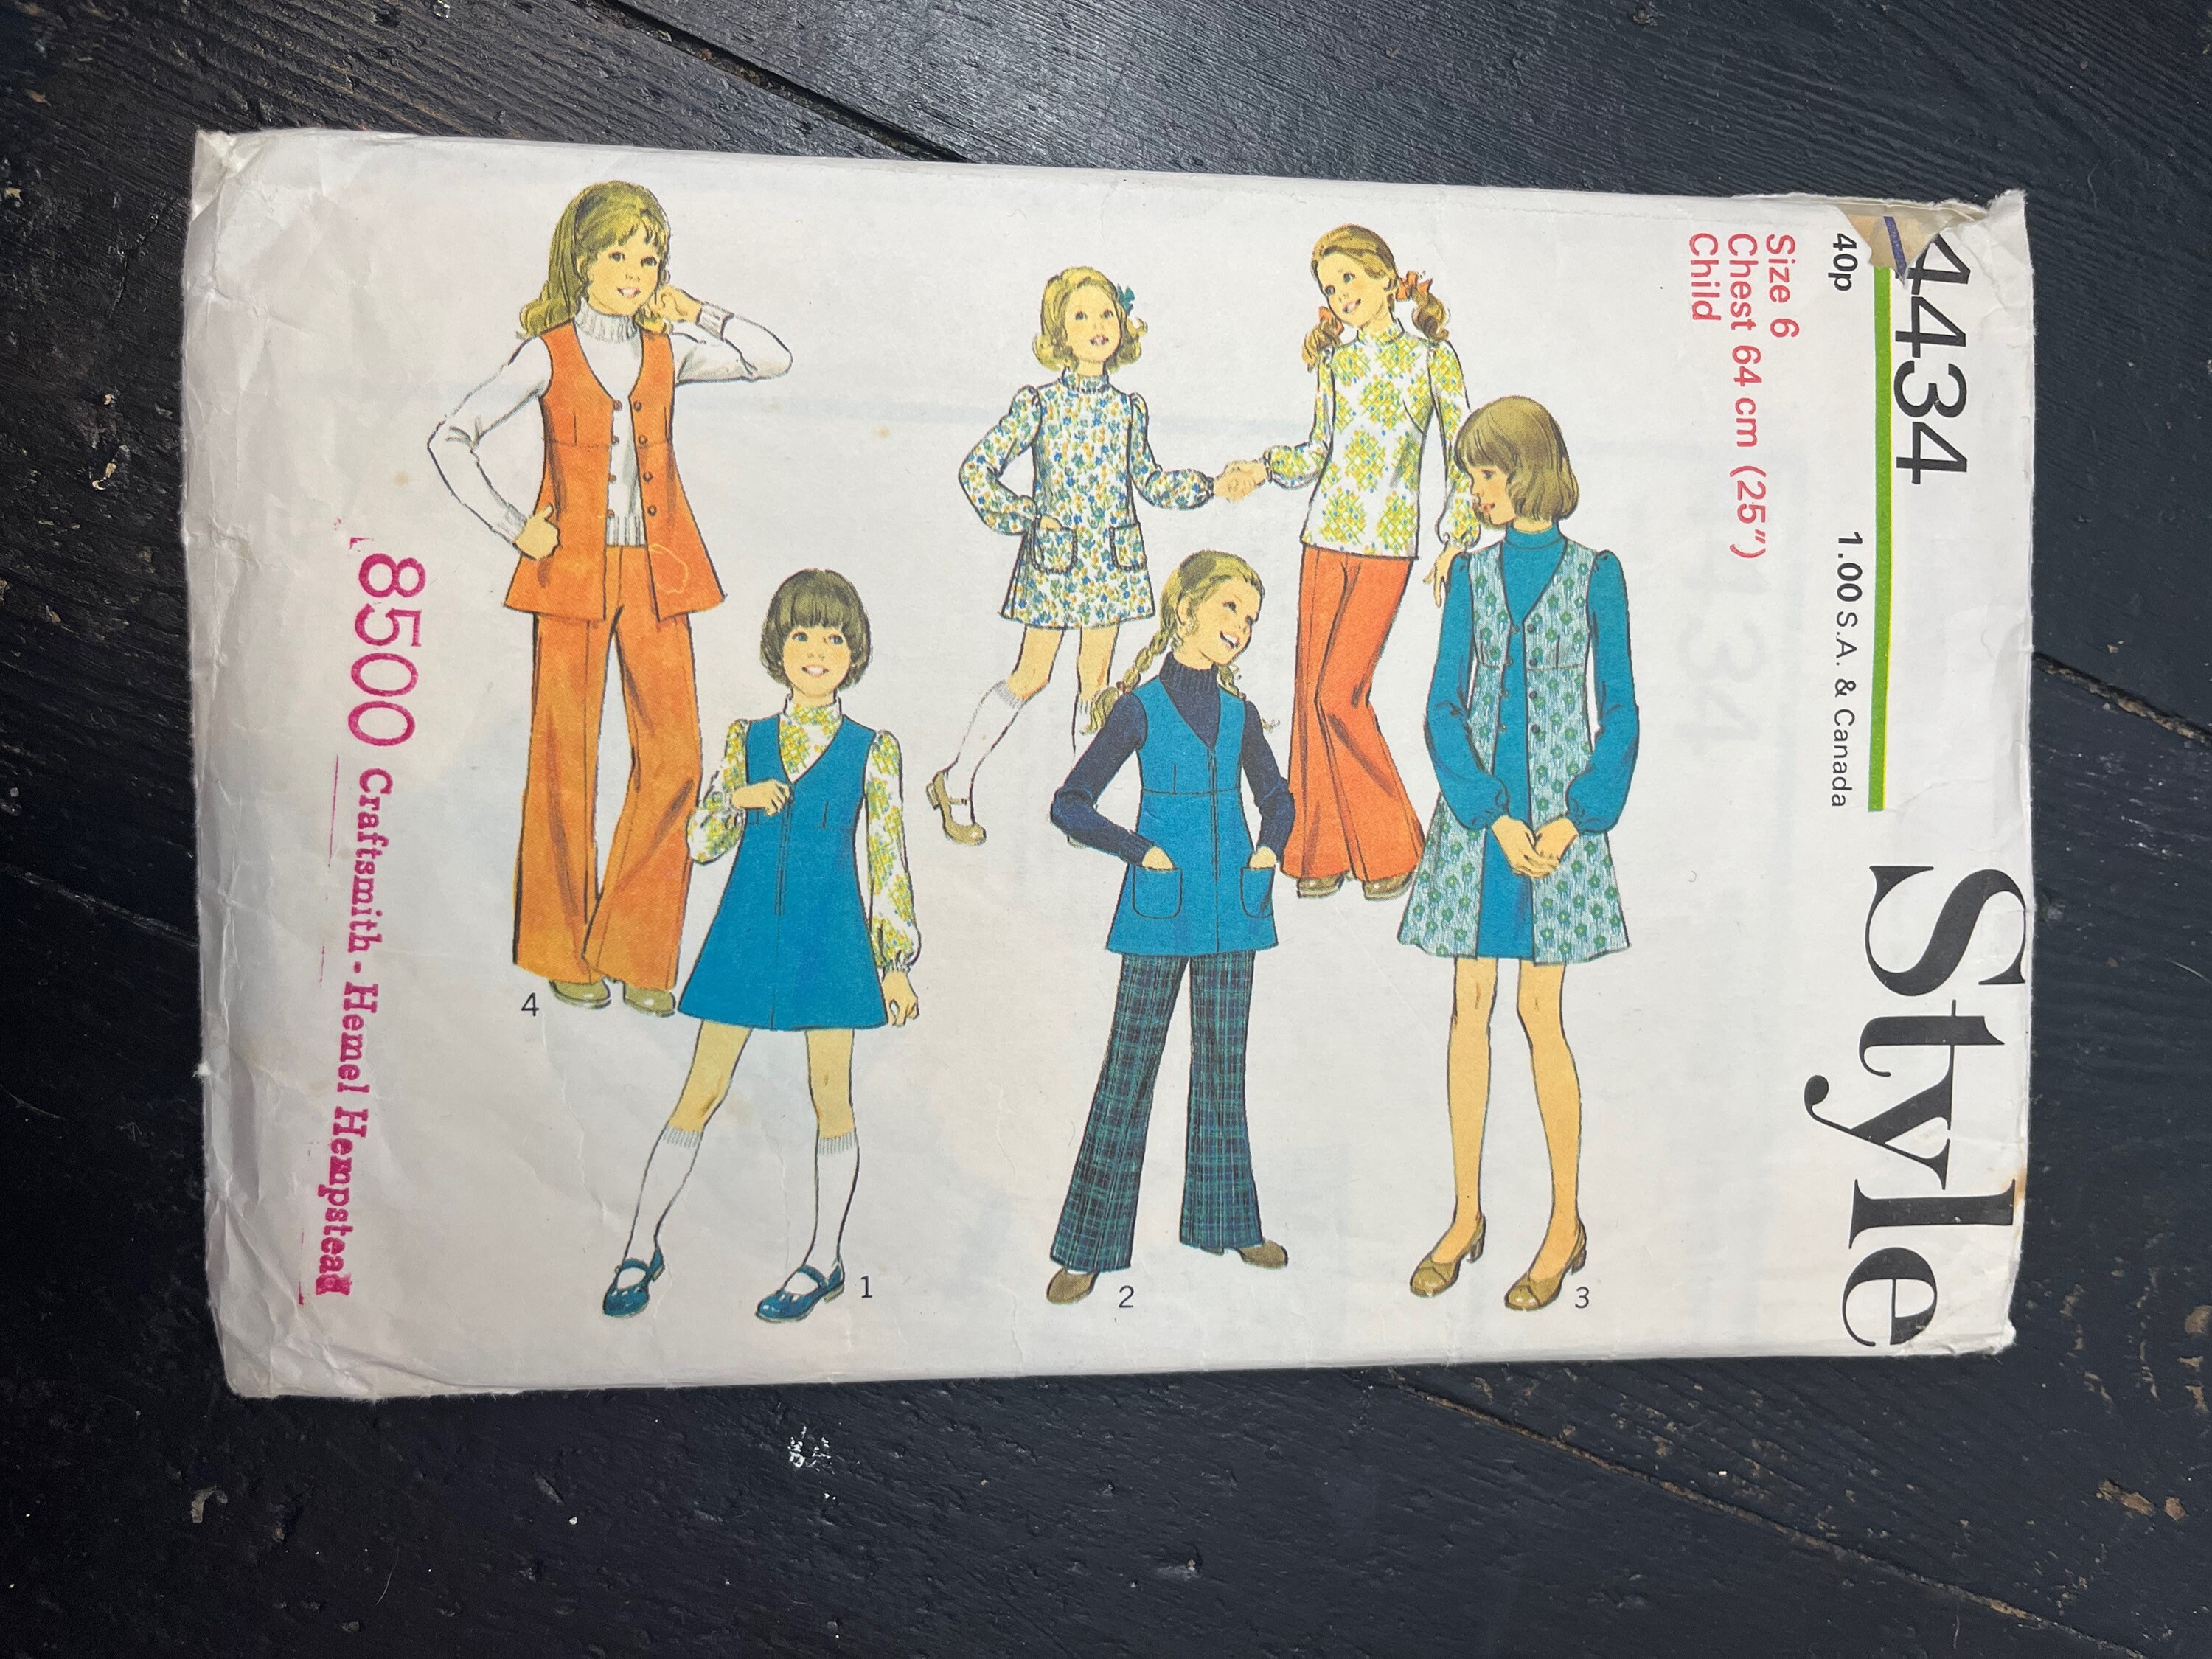 4434
Style
40p
1.00 S.A. & Canada
Size 6
Chest 64 cm (25")
Child
4
1
2
3
8500 Craftsmith - Hemel Hempstead